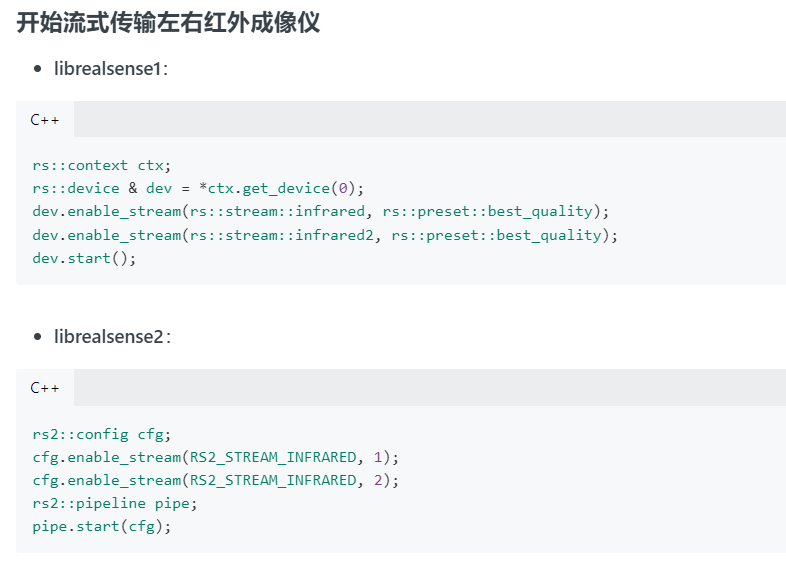 开始流式传输左右红外成像仪
• librealsense1:
C++
rs::context ctx;
rs::device & dev = *ctx.get_device(0);
dev.enable_stream(rs::stream::infrared, rs::preset::best_quality);
dev.enable_stream(rs::stream::infrared2, rs::preset::best_quality);
dev.start();
• librealsense2:
C++
rs2::config cfg;
cfg.enable_stream(RS2_STREAM_INFRARED, 1);
cfg.enable_stream(RS2_STREAM_INFRARED, 2);
rs2::pipeline pipe;
pipe.start(cfg);